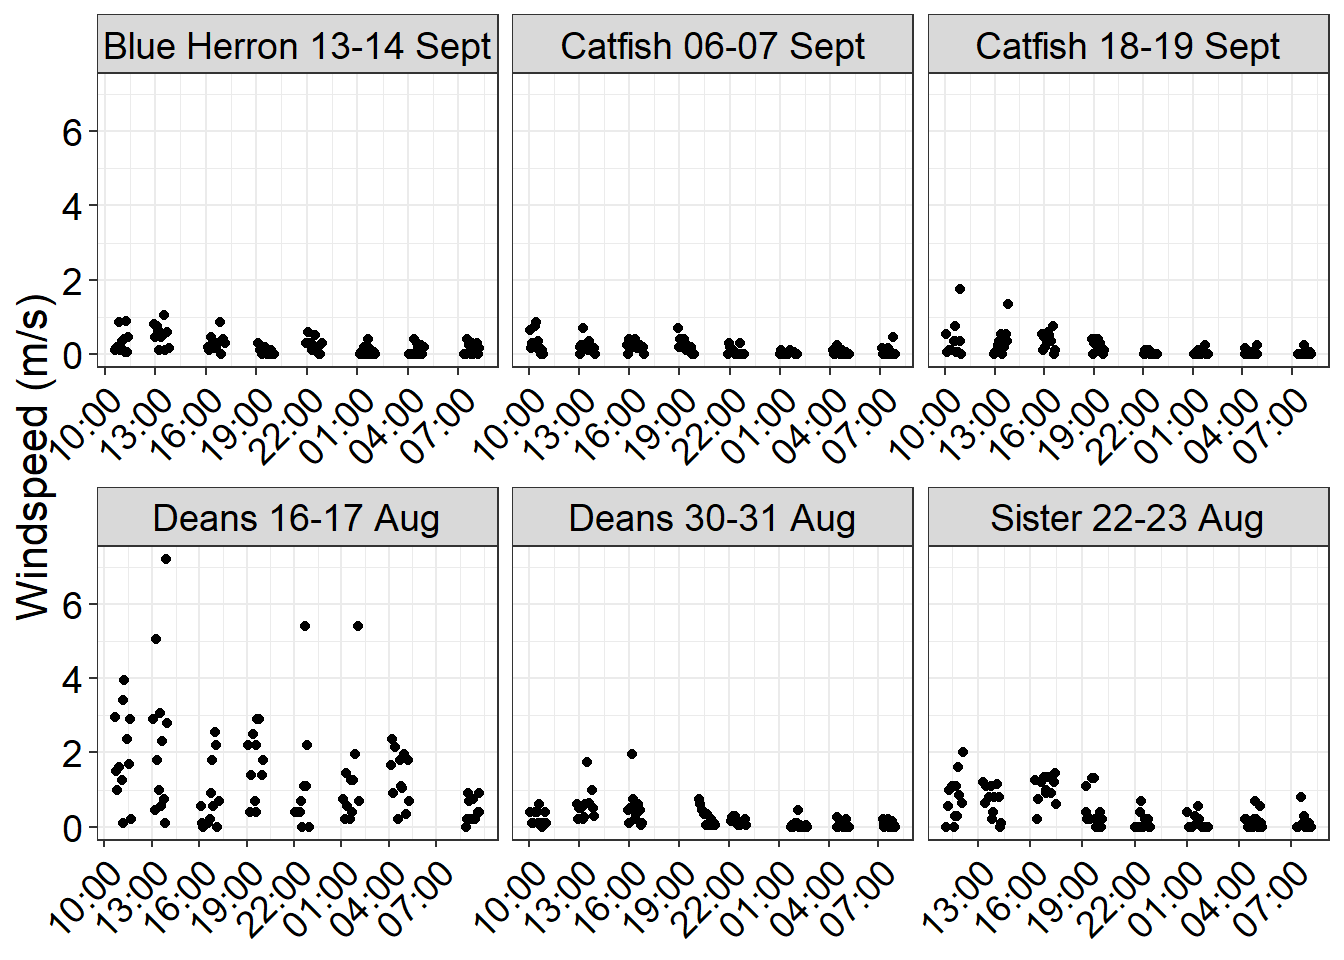 Blue Herron 13-14 Sept
Catfish 06-07 Sept
Catfish 18-19 Sept
Windspeed (m/s)
6
4
2
0
10:00 13:00 16:00 19:00 22:00 01:00 04:00 07:00
10:00 13:00 16:00 19:00 22:00 01:00 04:00 07:00
10:00 13:00 16:00 19:00 22:00 01:00 04:00 07:00
Deans 16-17 Aug
Deans 30-31 Aug
Sister 22-23 Aug
6
4
2
0
10:00 13:00 16:00 19:00 22:00 01:00 04:00 07:00
10:00 13:00 16:00 19:00 22:00 01:00 04:00 07:00
13:00 16:00 19:00 22:00 01:00 04:00 07:00